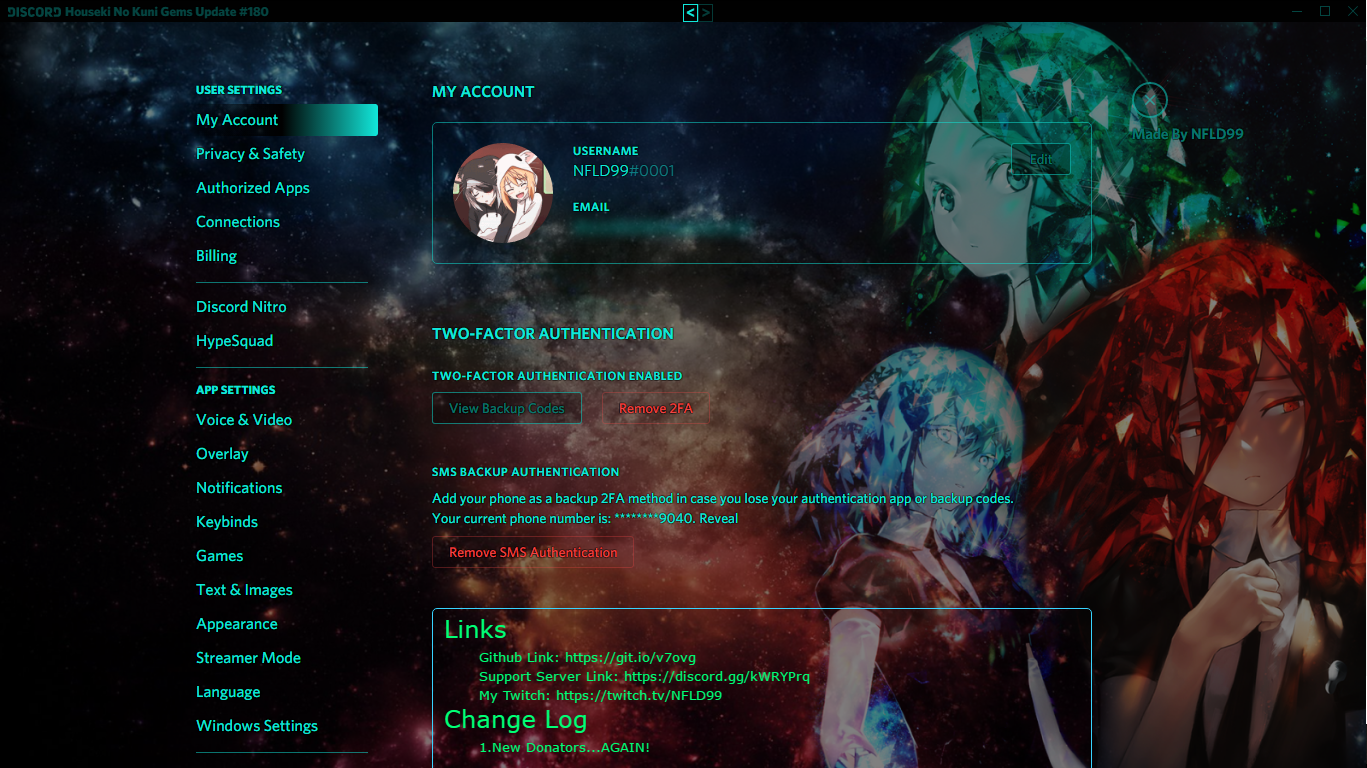 DISCORD Houseki No Kuni Gems Update #180
< >
USER SETTINGS
My Account
Privacy & Safety
Authorized Apps
Connections
Billing
Discord Nitro
HypeSquad
APP SETTINGS
Voice & Video
Overlay
Notifications
Keybinds
Games
Text & Images
Appearance
Streamer Mode
Language
Windows Settings
MY ACCOUNT
USERNAME
NFLD99#0001
EMAIL
Edit
Made By NFLD99
TWO-FACTOR AUTHENTICATION
TWO-FACTOR AUTHENTICATION ENABLED
View Backup Codes
Remove 2FA
SMS BACKUP AUTHENTICATION
Add your phone as a backup 2FA method in case you lose your authentication app or backup codes.
Your current phone number is: ********9040. Reveal
Remove SMS Authentication
Links
Github Link: https://git.io/v7ovg
Support Server Link: https://discord.gg/kWRYPrq
My Twitch: https://twitch.tv/NFLD99
Change Log
1.New Donators...AGAIN!